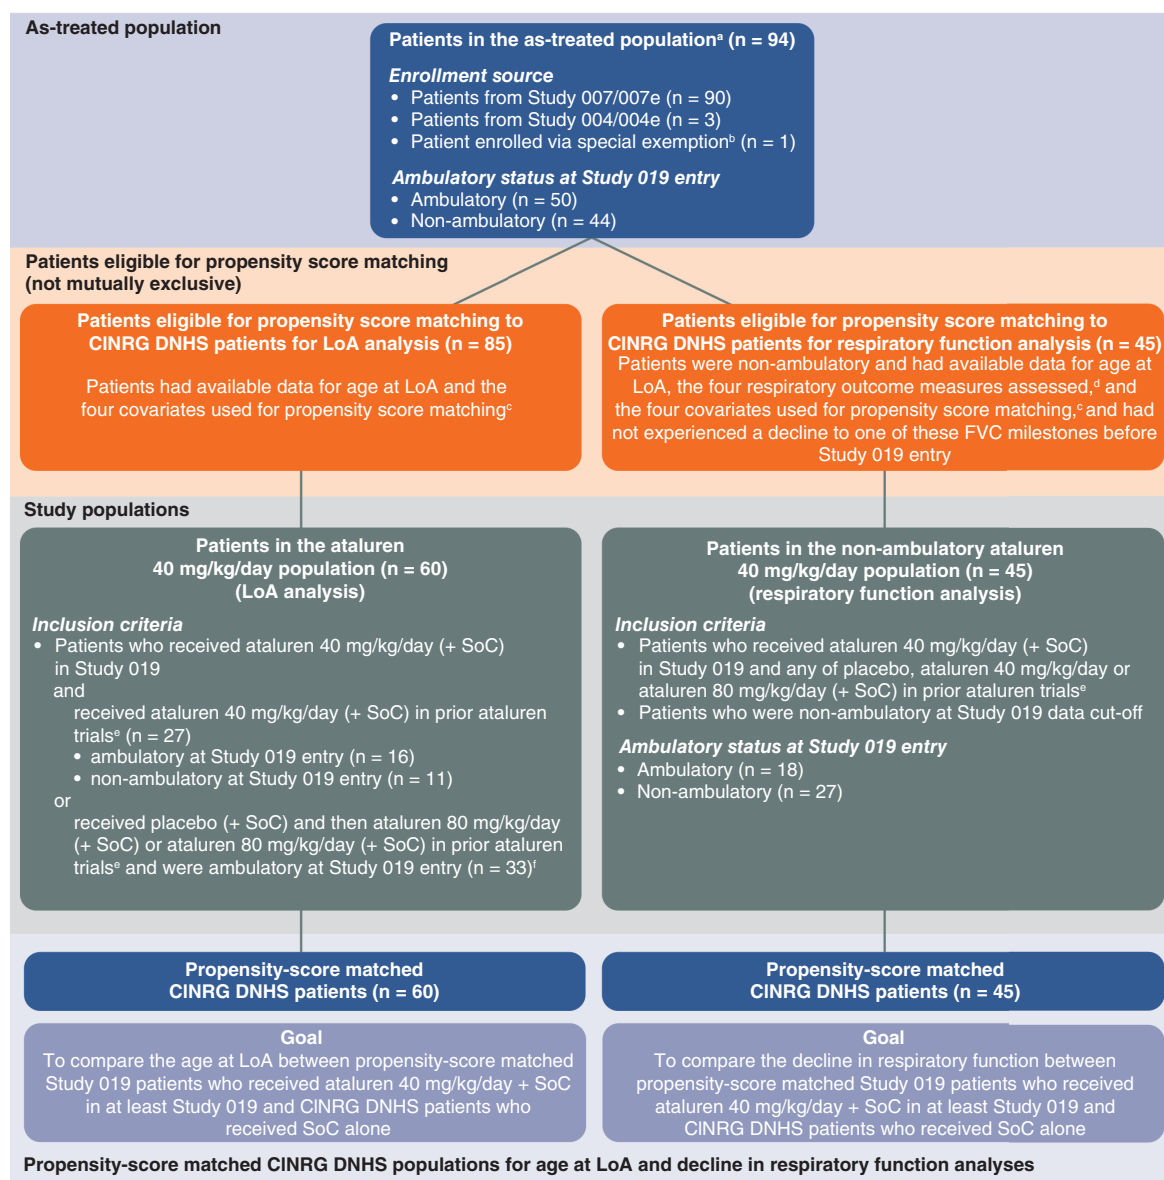 As-treated population
Patients in the as-treated populationᵃ (n = 94)
Enrollment source
• Patients from Study 007/007e (n = 90)
• Patients from Study 004/004e (n = 3)
• Patient enrolled via special exemptionᵇ (n = 1)
Ambulatory status at Study 019 entry
• Ambulatory (n = 50)
• Non-ambulatory (n = 44)
Patients eligible for propensity score matching
(not mutually exclusive)
Patients eligible for propensity score matching to
CINRG DNHS patients for LoA analysis (n = 85)
Patients had available data for age at LoA and the
four covariates used for propensity score matchingᶜ
Patients eligible for propensity score matching to
CINRG DNHS patients for respiratory function analysis (n = 45)
Patients were non-ambulatory and had available data for age at
LoA, the four respiratory outcome measures assessed,ᵈ and
the four covariates used for propensity score matching,ᶜ and had
not experienced a decline to one of these FVC milestones before
Study 019 entry
Study populations
Patients in the ataluren
40 mg/kg/day population (n = 60)
(LoA analysis)
Inclusion criteria
• Patients who received ataluren 40 mg/kg/day (+ SoC)
in Study 019
and
received ataluren 40 mg/kg/day (+ SoC) in prior ataluren
trialsᵉ (n = 27)
• ambulatory at Study 019 entry (n = 16)
• non-ambulatory at Study 019 entry (n = 11)
or
received placebo (+ SoC) and then ataluren 80 mg/kg/day
(+ SoC) or ataluren 80 mg/kg/day (+ SoC) in prior ataluren
trialsᵉ and were ambulatory at Study 019 entry (n = 33)ᶠ
Patients in the non-ambulatory ataluren
40 mg/kg/day population (n = 45)
(respiratory function analysis)
Inclusion criteria
• Patients who received ataluren 40 mg/kg/day (+ SoC)
in Study 019 and any of placebo, ataluren 40 mg/kg/day or
ataluren 80 mg/kg/day (+ SoC) in prior ataluren trialsᵉ
• Patients who were non-ambulatory at Study 019 data cut-off
Ambulatory status at Study 019 entry
• Ambulatory (n = 18)
• Non-ambulatory (n = 27)
Propensity-score matched
CINRG DNHS patients (n = 60)
Propensity-score matched
CINRG DNHS patients (n = 45)
Goal
To compare the age at LoA between propensity-score matched
Study 019 patients who received ataluren 40 mg/kg/day + SoC
in at least Study 019 and CINRG DNHS patients who
received SoC alone
Goal
To compare the decline in respiratory function between
propensity-score matched Study 019 patients who received
ataluren 40 mg/kg/day + SoC in at least Study 019 and
CINRG DNHS patients who received SoC alone
Propensity-score matched CINRG DNHS populations for age at LoA and decline in respiratory function analyses